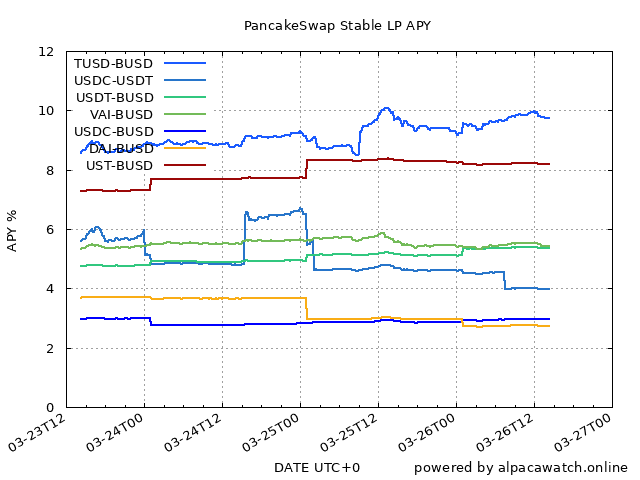 PancakeSwap Stable LP APY
12
10
8
6
4
2
0
APY %
TUSD-BUSD
USDC-USDT
USDT-BUSD
VAI-BUSD
USDC-BUSD
DAI-BUSD
UST-BUSD
03-23T12
03-24T00
03-24T12
03-25T00
03-25T12
03-26T00
03-26T12
03-27T00
DATE UTC+0
powered by alpacawatch.online